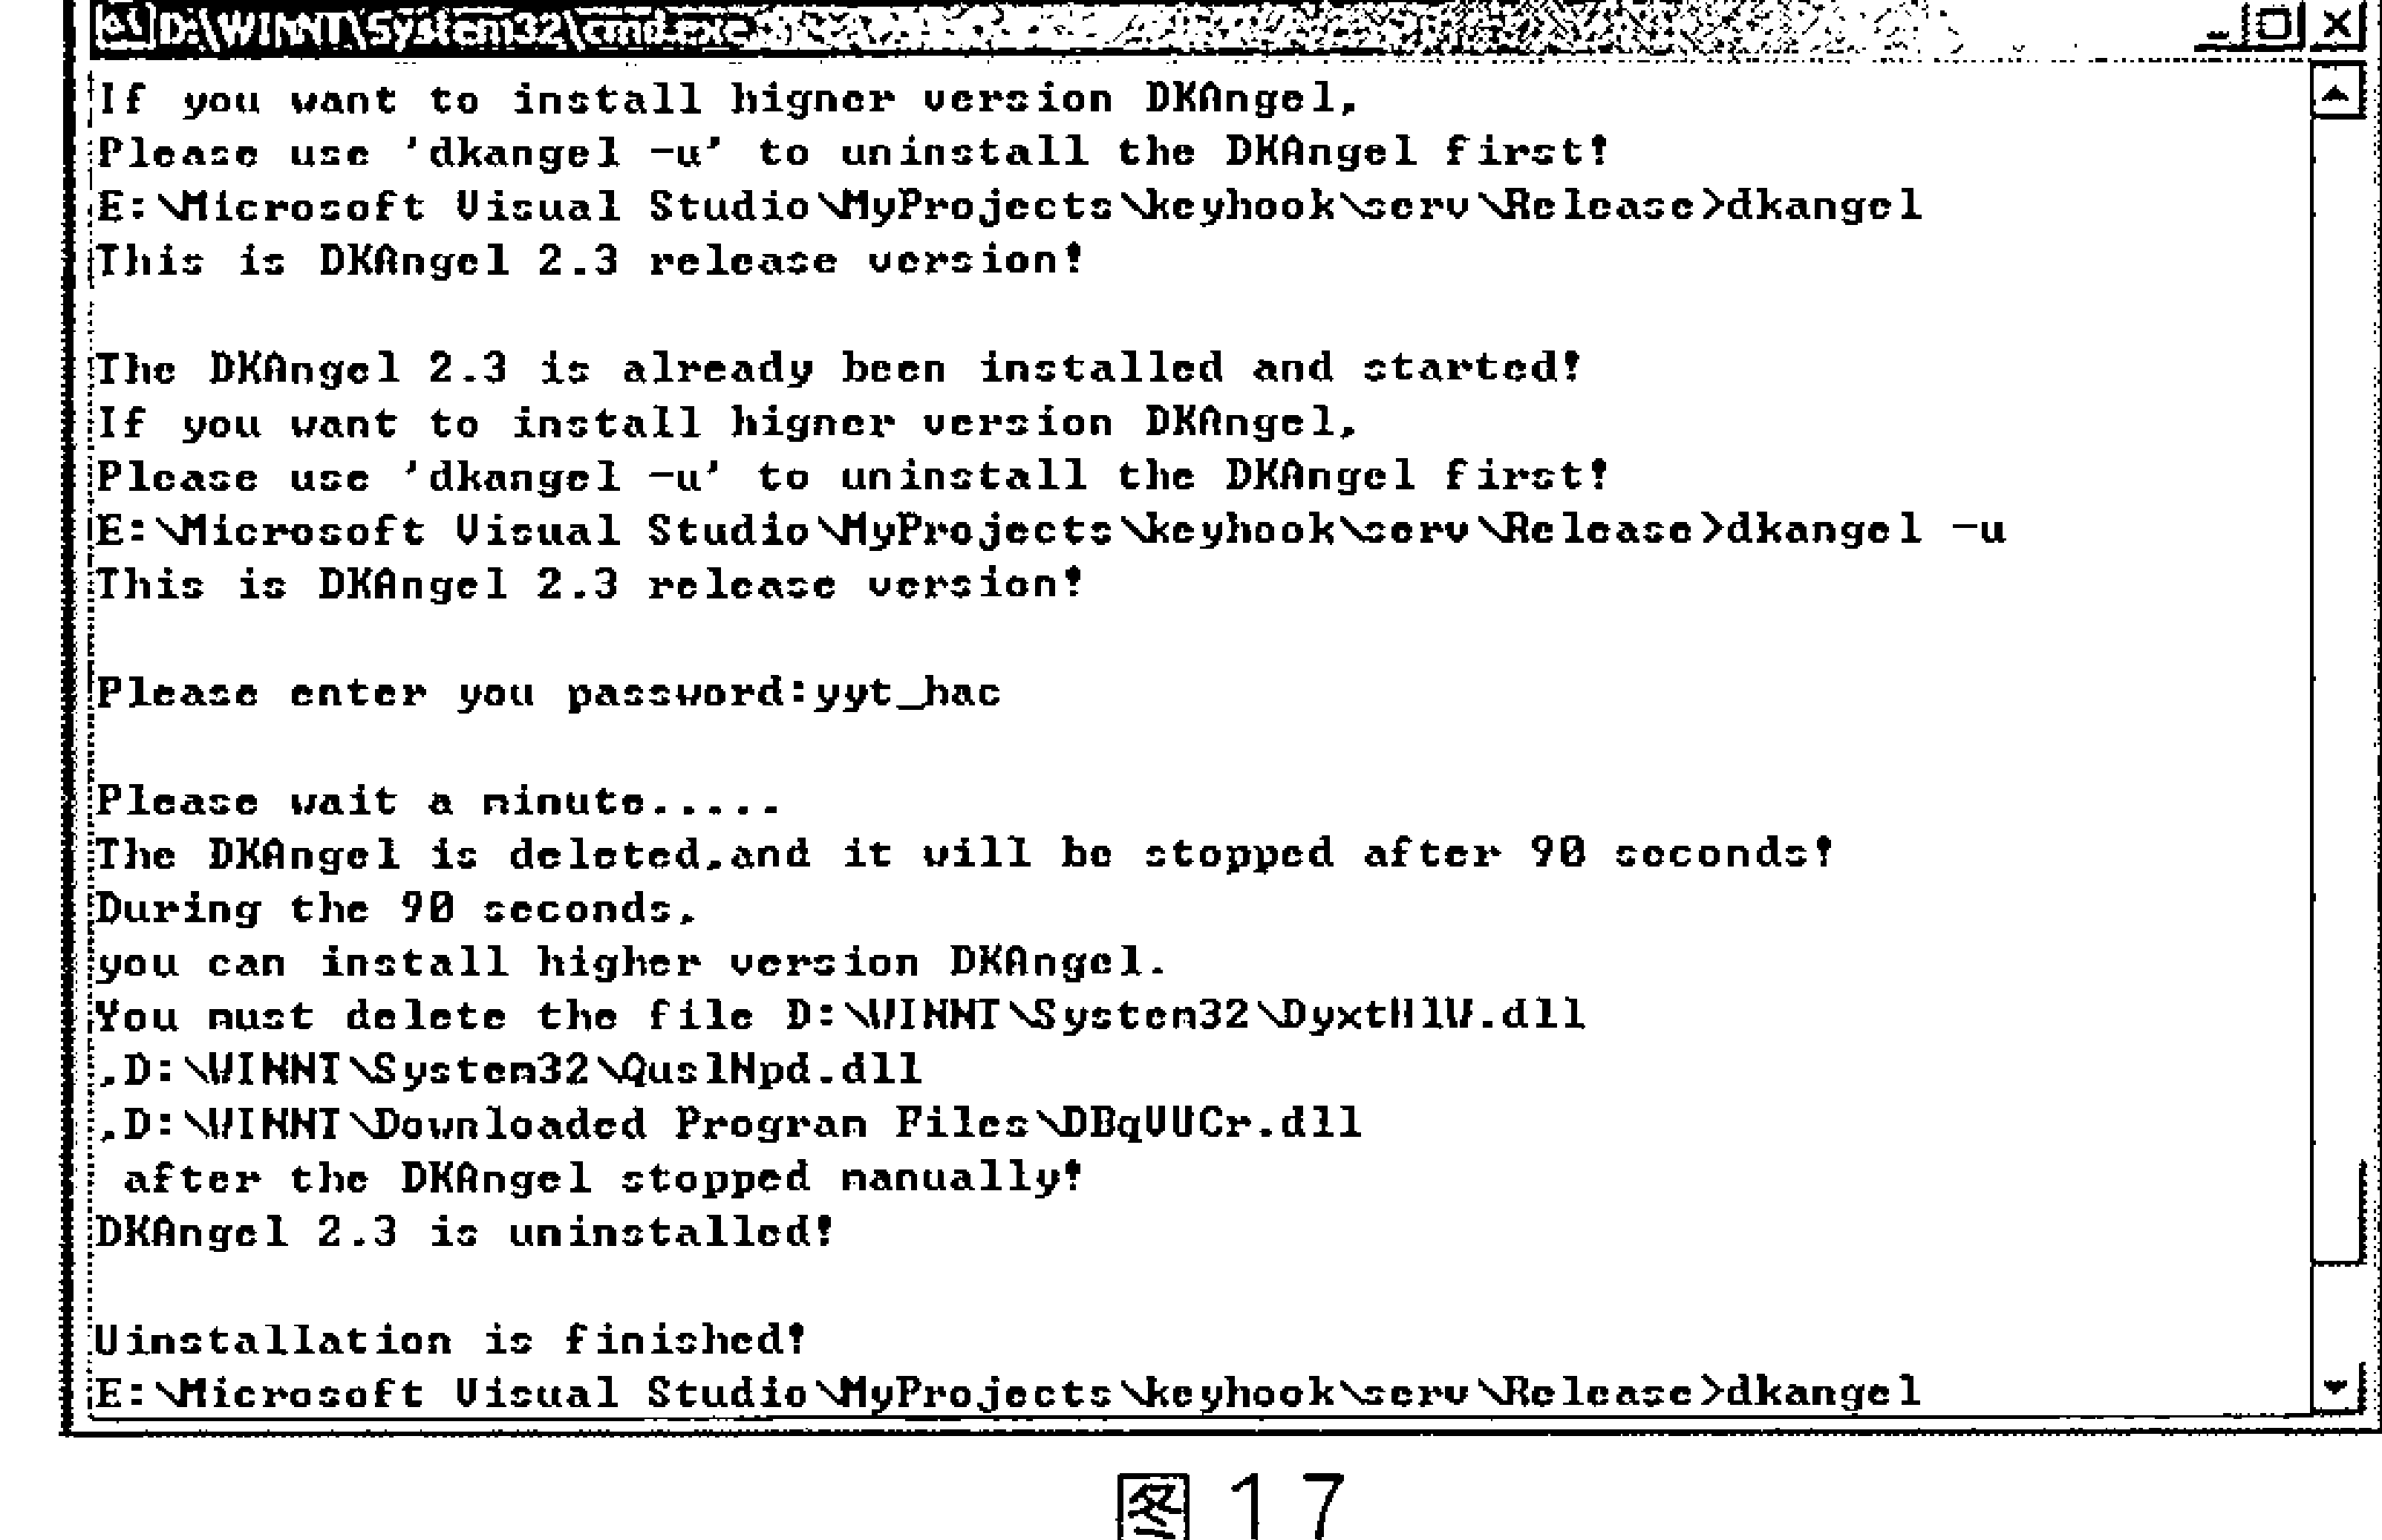 D:\WINNT\System32\cmd.exe
If you want to install higner version DKAngel,
Please use 'dkangel -u' to uninstall the DKAngel first!
E:\Microsoft Visual Studio\MyProjects\keyhook\serv\Release>dkangel
This is DKAngel 2.3 release version!
The DKAngel 2.3 is already been installed and started!
If you want to install higner version DKAngel,
Please use 'dkangel -u' to uninstall the DKAngel first!
E:\Microsoft Visual Studio\MyProjects\keyhook\serv\Release>dkangel -u
This is DKAngel 2.3 release version!
Please enter you password:yyt_hac
Please wait a minute.....
The DKAngel is deleted,and it will be stopped after 90 seconds!
During the 90 seconds,
you can install higher version DKAngel.
You must delete the file D:\WINNT\System32\DyxtHlW.dll
,D:\WINNT\System32\QuslNpd.dll
,D:\WINNT\Downloaded Program Files\DBqVUCr.dll
after the DKAngel stopped manually!
DKAngel 2.3 is uninstalled!
Uinstallation is finished!
E:\Microsoft Visual Studio\MyProjects\keyhook\serv\Release>dkangel
图 17